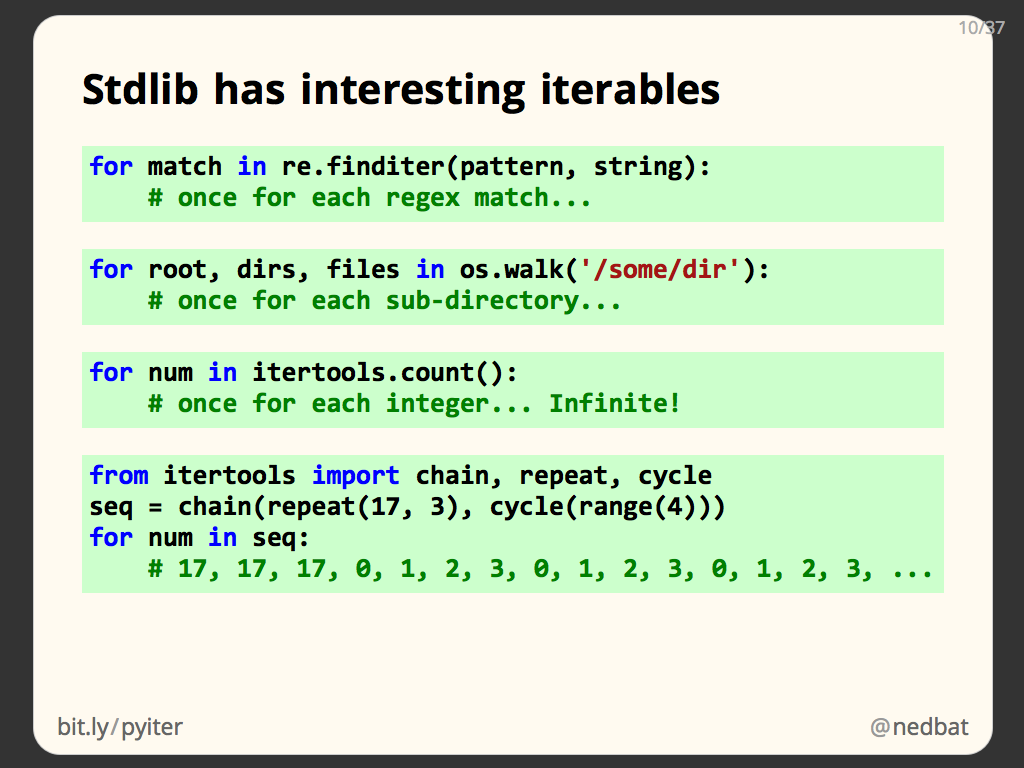 10/37
Stdlib has interesting iterables
for match in re.finditer(pattern, string):
    # once for each regex match...
for root, dirs, files in os.walk('/some/dir'):
    # once for each sub-directory...
for num in itertools.count():
    # once for each integer... Infinite!
from itertools import chain, repeat, cycle
seq = chain(repeat(17, 3), cycle(range(4)))
for num in seq:
    # 17, 17, 17, 0, 1, 2, 3, 0, 1, 2, 3, 0, 1, 2, 3, ...
bit.ly/pyiter
@nedbat